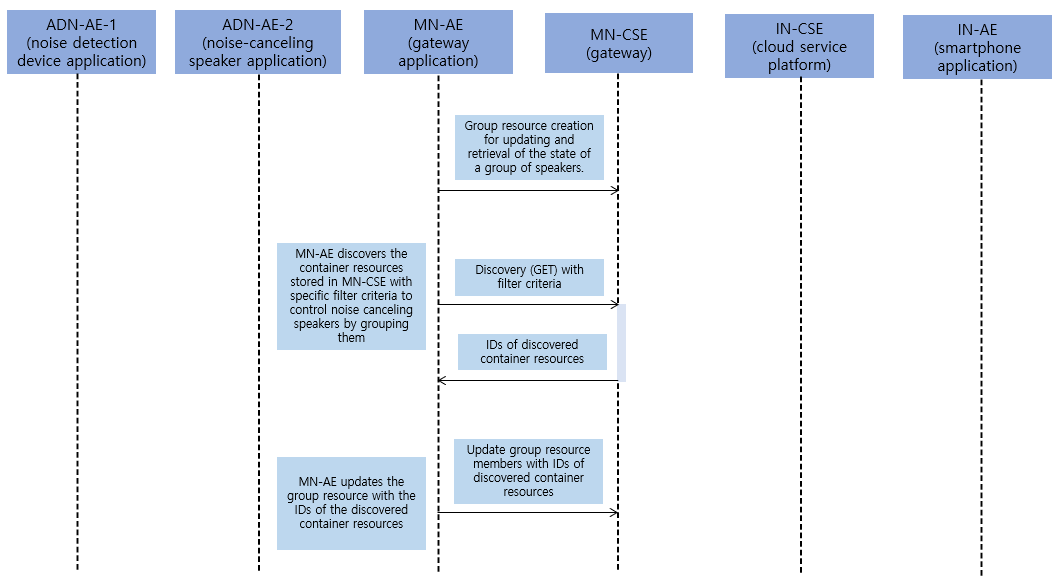 ADN-AE-1
(noise detection
device application)
ADN-AE-2
(noise-canceling
speaker application)
MN-AE
(gateway
application)
MN-CSE
(gateway)
IN-CSE
(cloud service
platform)
IN-AE
(smartphone
application)
Group resource creation
for updating and
retrieval of the state of
a group of speakers.
MN-AE discovers the
container resources
stored in MN-CSE with
specific filter criteria to
control noise canceling
speakers by grouping
them
Discovery (GET) with
filter criteria
IDs of discovered
container resources
Update group resource
members with IDs of
discovered container
resources
MN-AE updates the
group resource with the
IDs of the discovered
container resources